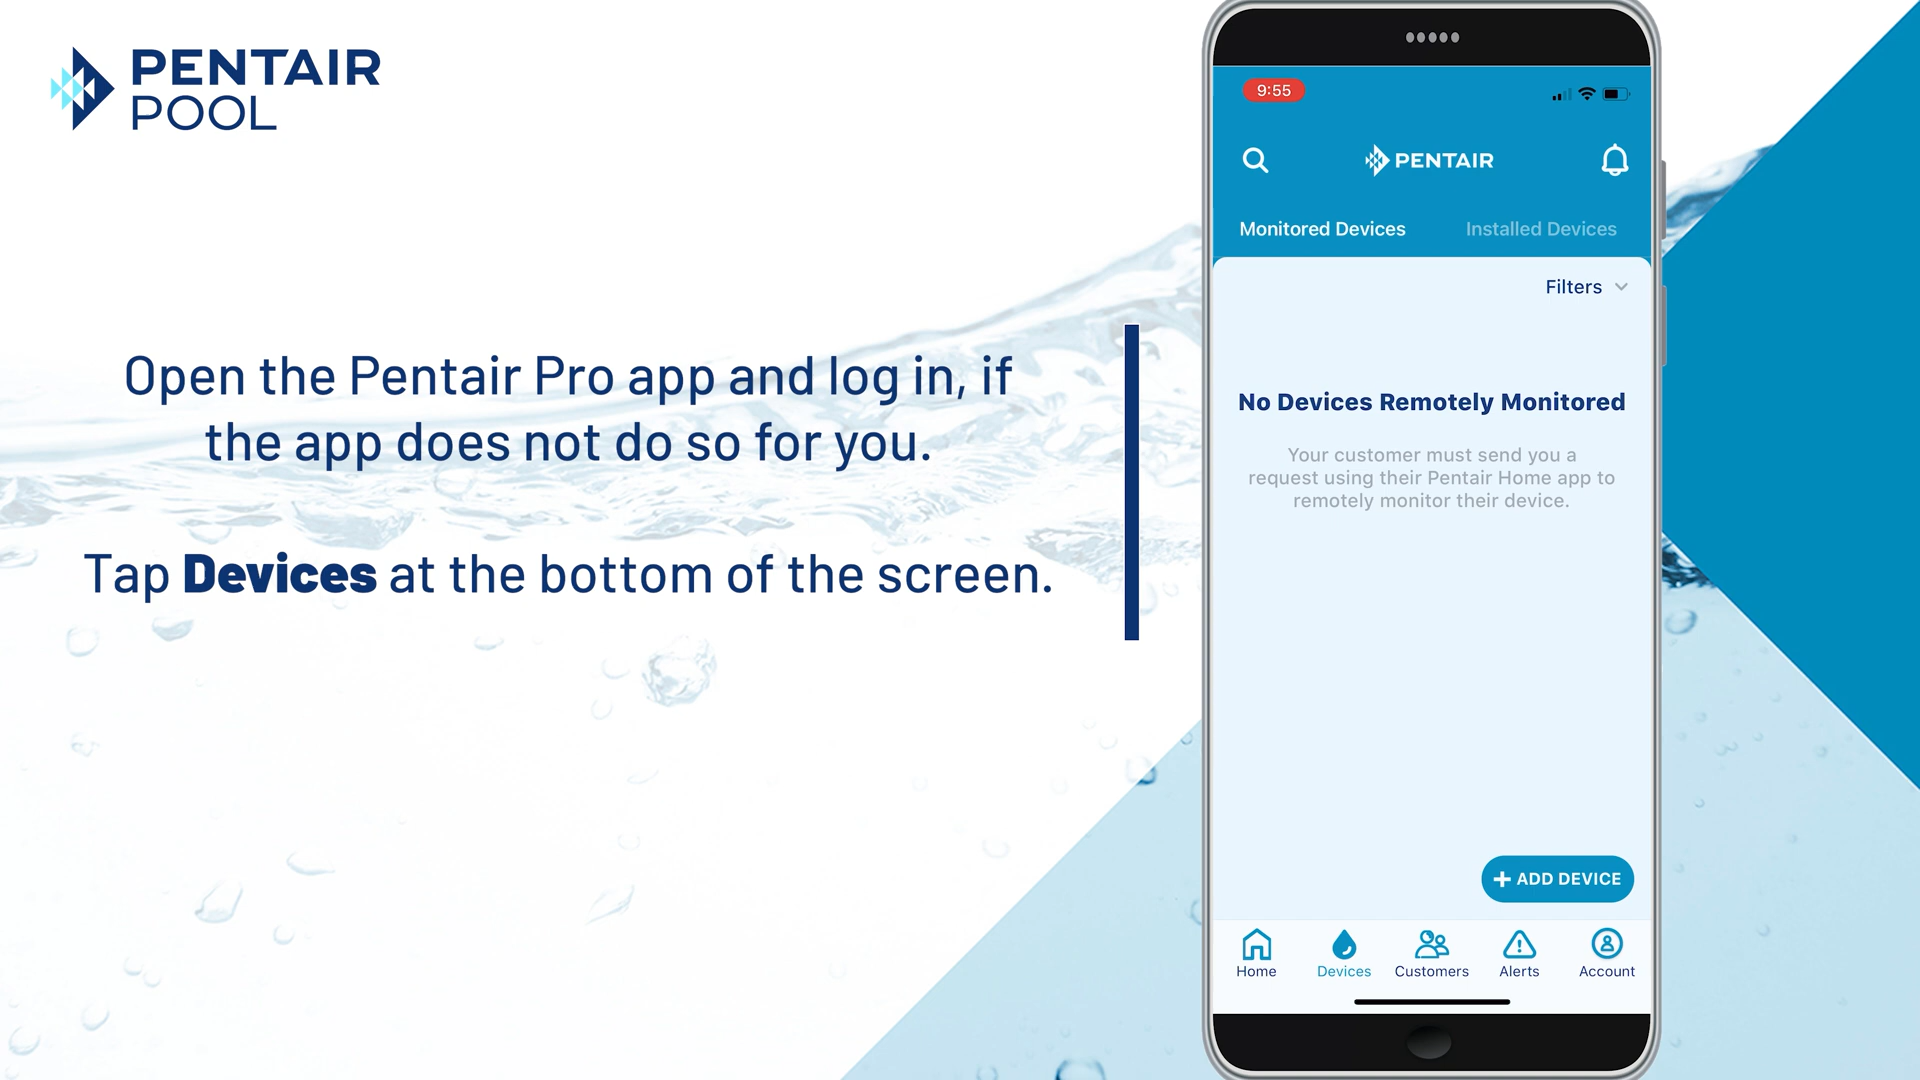 PENTAIR
POOL
Open the Pentair Pro app and log in, if
the app does not do so for you.
Tap Devices at the bottom of the screen.
9:55
PENTAIR
Monitored Devices Installed Devices
Filters
No Devices Remotely Monitored
Your customer must send you a
request using their Pentair Home app to
remotely monitor their device.
+ ADD DEVICE
Home Devices Customers Alerts Account